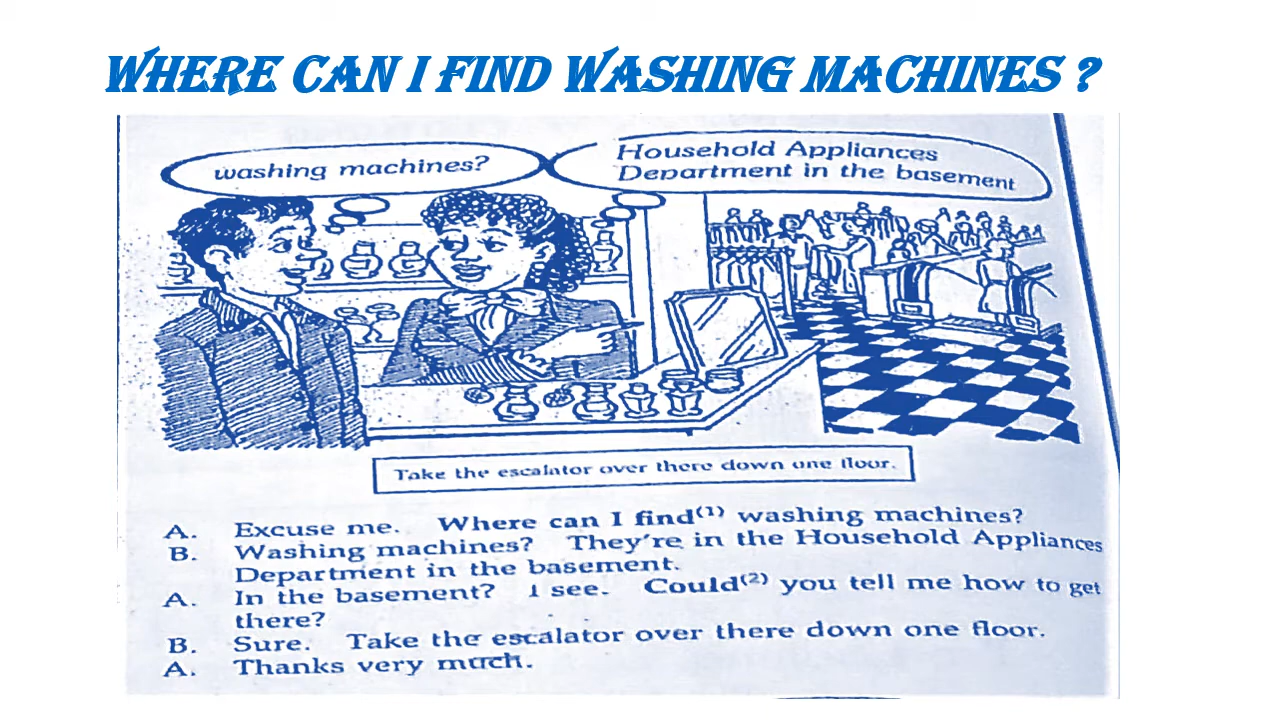 WHERE CAN I FIND WASHING MACHINES ?
washing machines?
Household Appliances
Department in the basement
Take the escalator over there down one floor.
A. Excuse me. Where can I find(1) washing machines?
B. Washing machines? They're in the Household Appliances
Department in the basement.
A. In the basement? I see. Could(2) you tell me how to get
there?
B. Sure. Take the escalator over there down one floor.
A. Thanks very much.